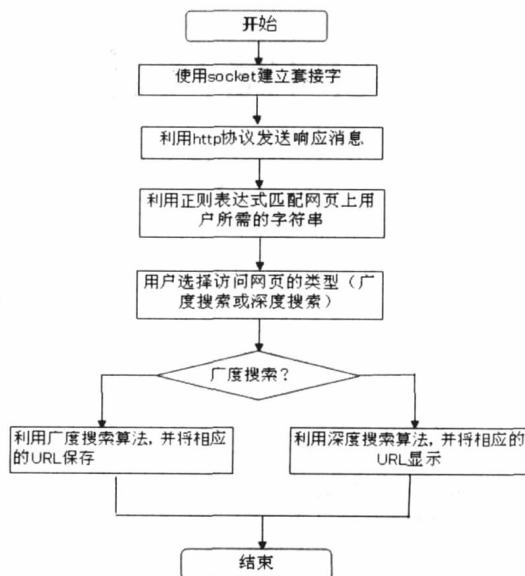 开始
使用socket建立套接字
利用http协议发送响应消息
利用正则表达式匹配网页上用
户所需的字符串
用户选择访问网页的类型（广
度搜索或深度搜索）
广度搜索？
利用广度搜索算法，并将相应
的URL保存
利用深度搜索算法，并将相应的
URL显示
结束